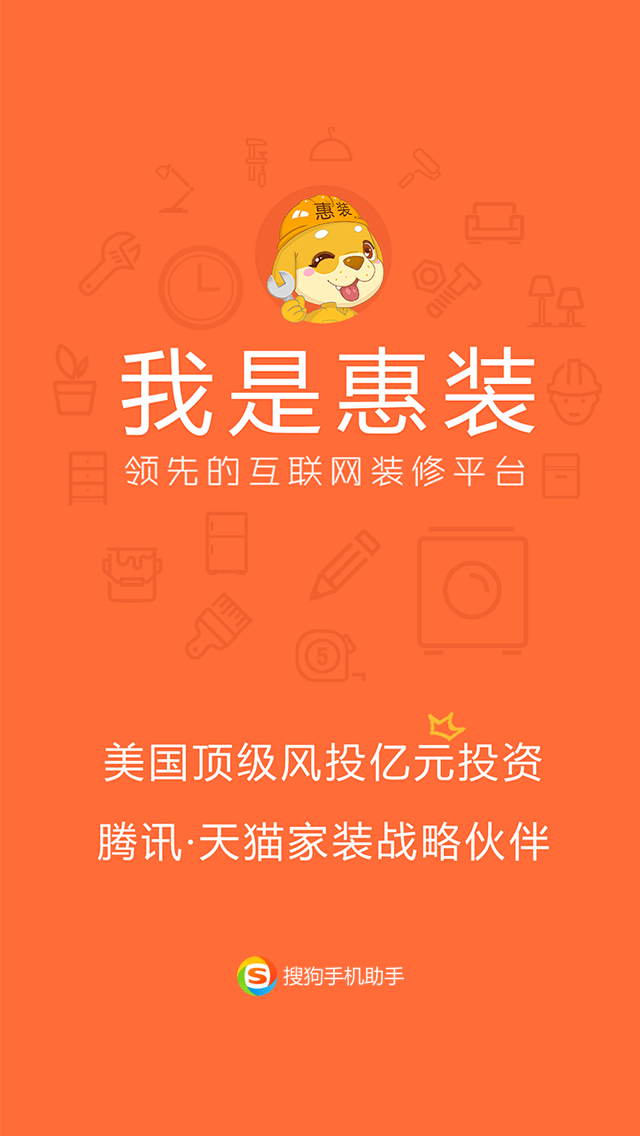 惠装
我是惠装
领先的互联网装修平台
5
美国顶级风投亿元投资
腾讯·天猫家装战略伙伴
S 搜狗手机助手